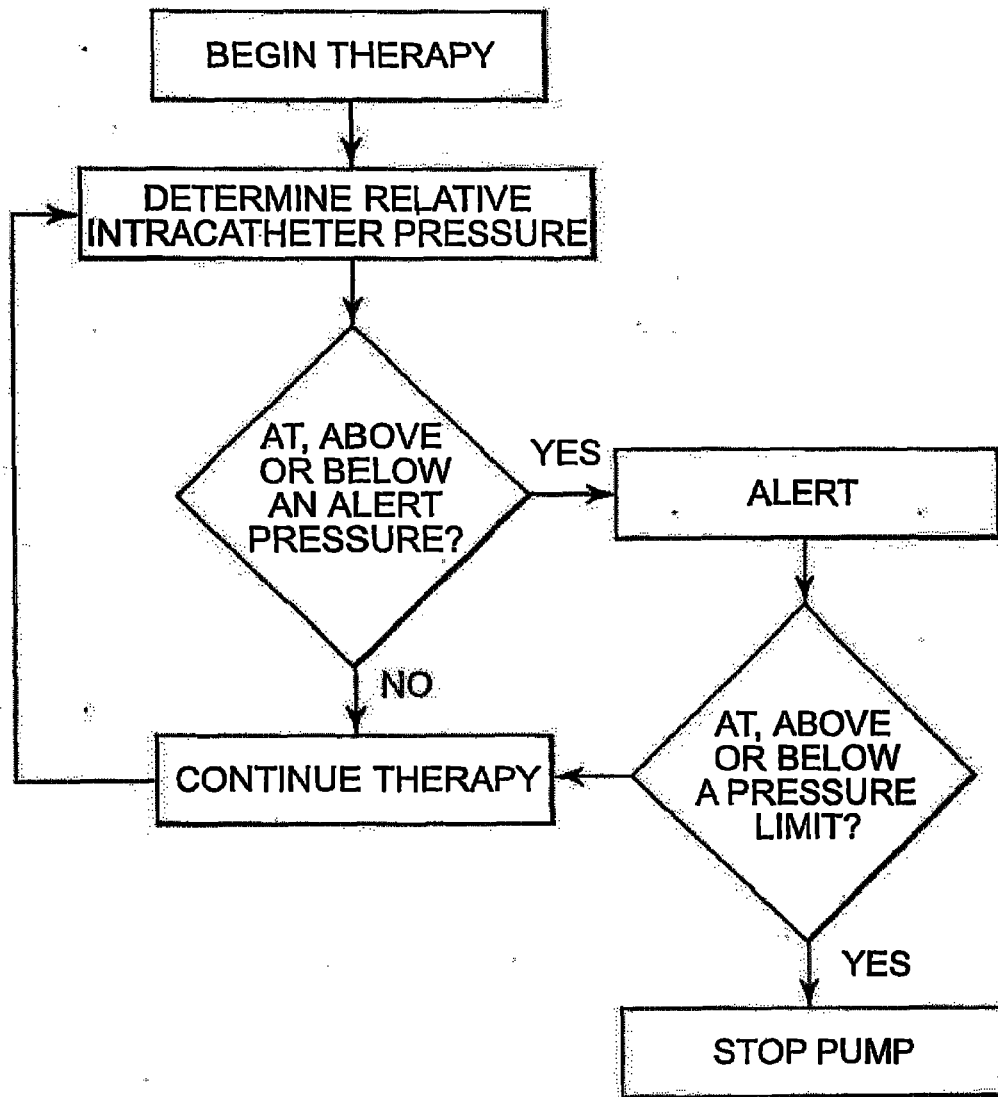 BEGIN THERAPY
DETERMINE RELATIVE
INTRACATHETER PRESSURE
AT, ABOVE
OR BELOW
AN ALERT
PRESSURE?
YES
ALERT
NO
CONTINUE THERAPY
AT, ABOVE
OR BELOW
A PRESSURE
LIMIT?
YES
STOP PUMP